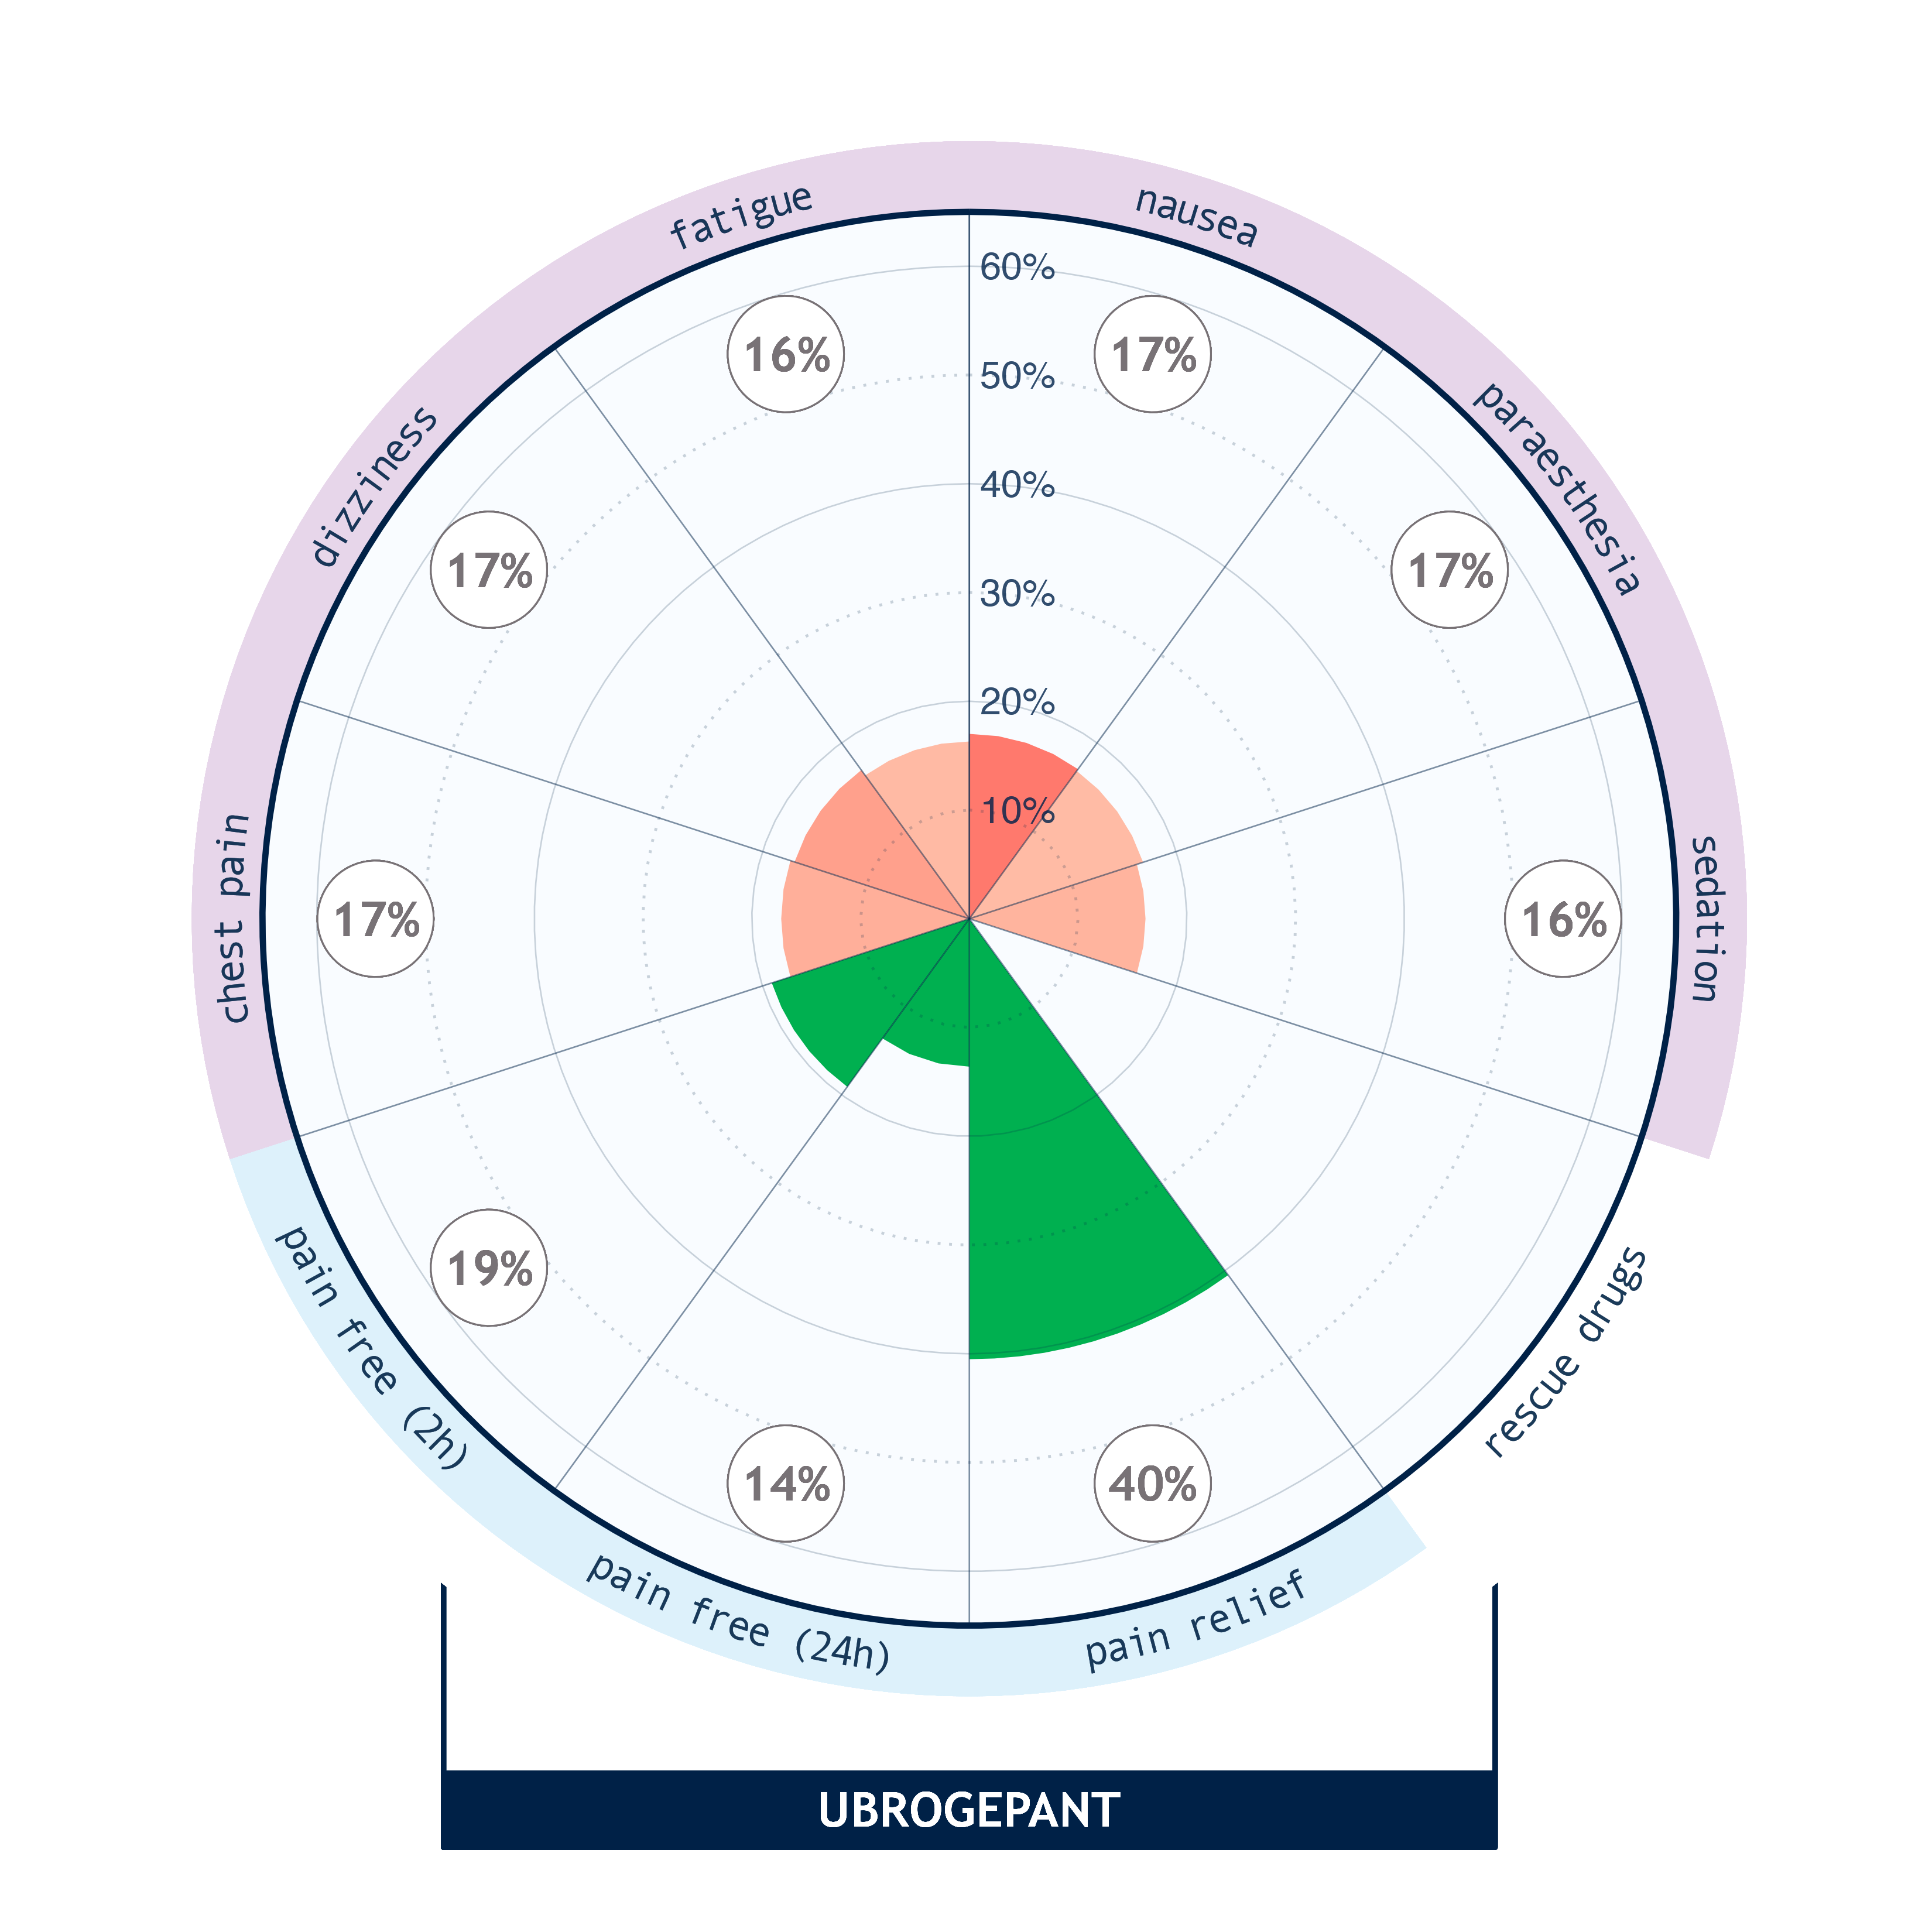 fatigue
nausea
60%
16%
17%
50%
dizziness
paraesthesia
40%
17%
17%
30%
20%
10%
chest pain
17%
16%
sedation
pain free (2h)
19%
rescue drugs
14%
40%
pain free (24h)
pain relief
UBROGEPANT